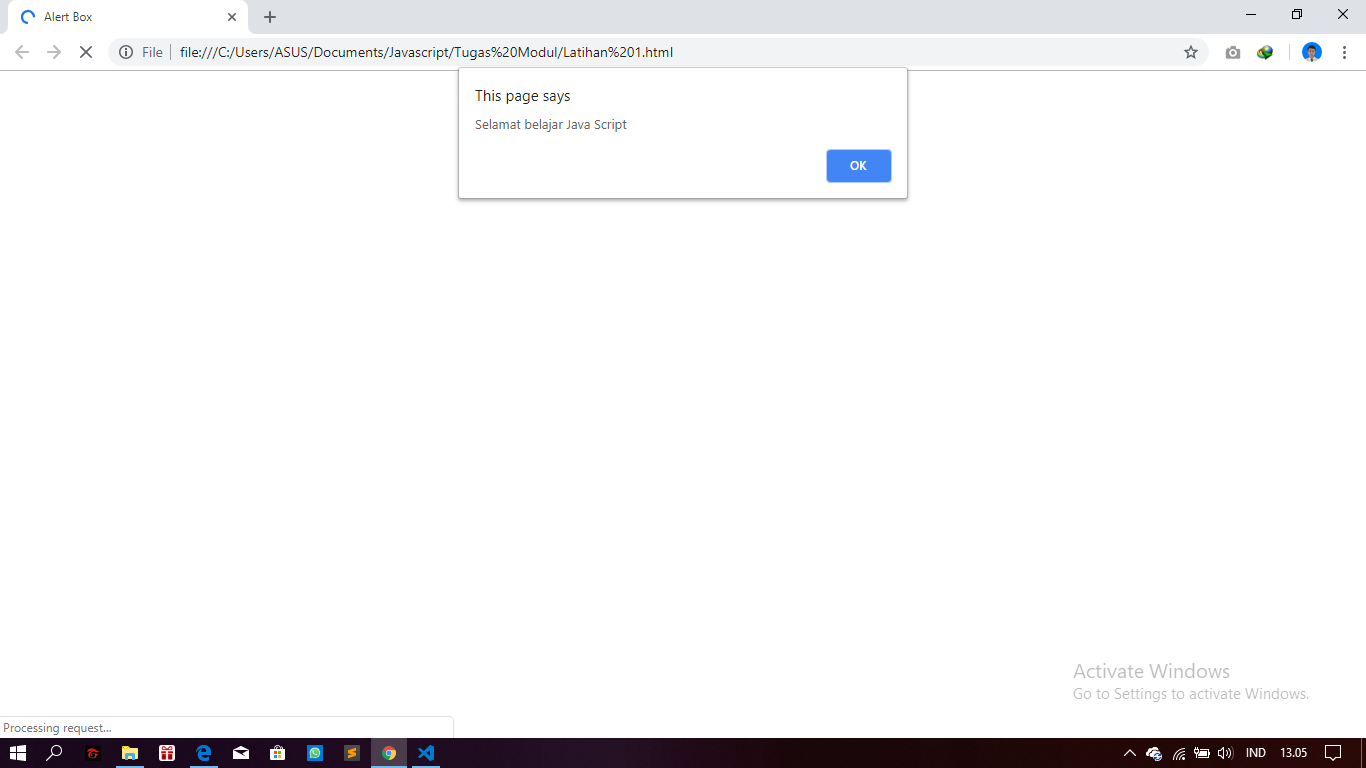 Alert Box
File
file:///C:/Users/ASUS/Documents/Javascript/Tugas%20Modul/Latihan%201.html
This page says
Selamat belajar Java Script
OK
Activate Windows
Go to Settings to activate Windows.
Processing request...
IND
13.05